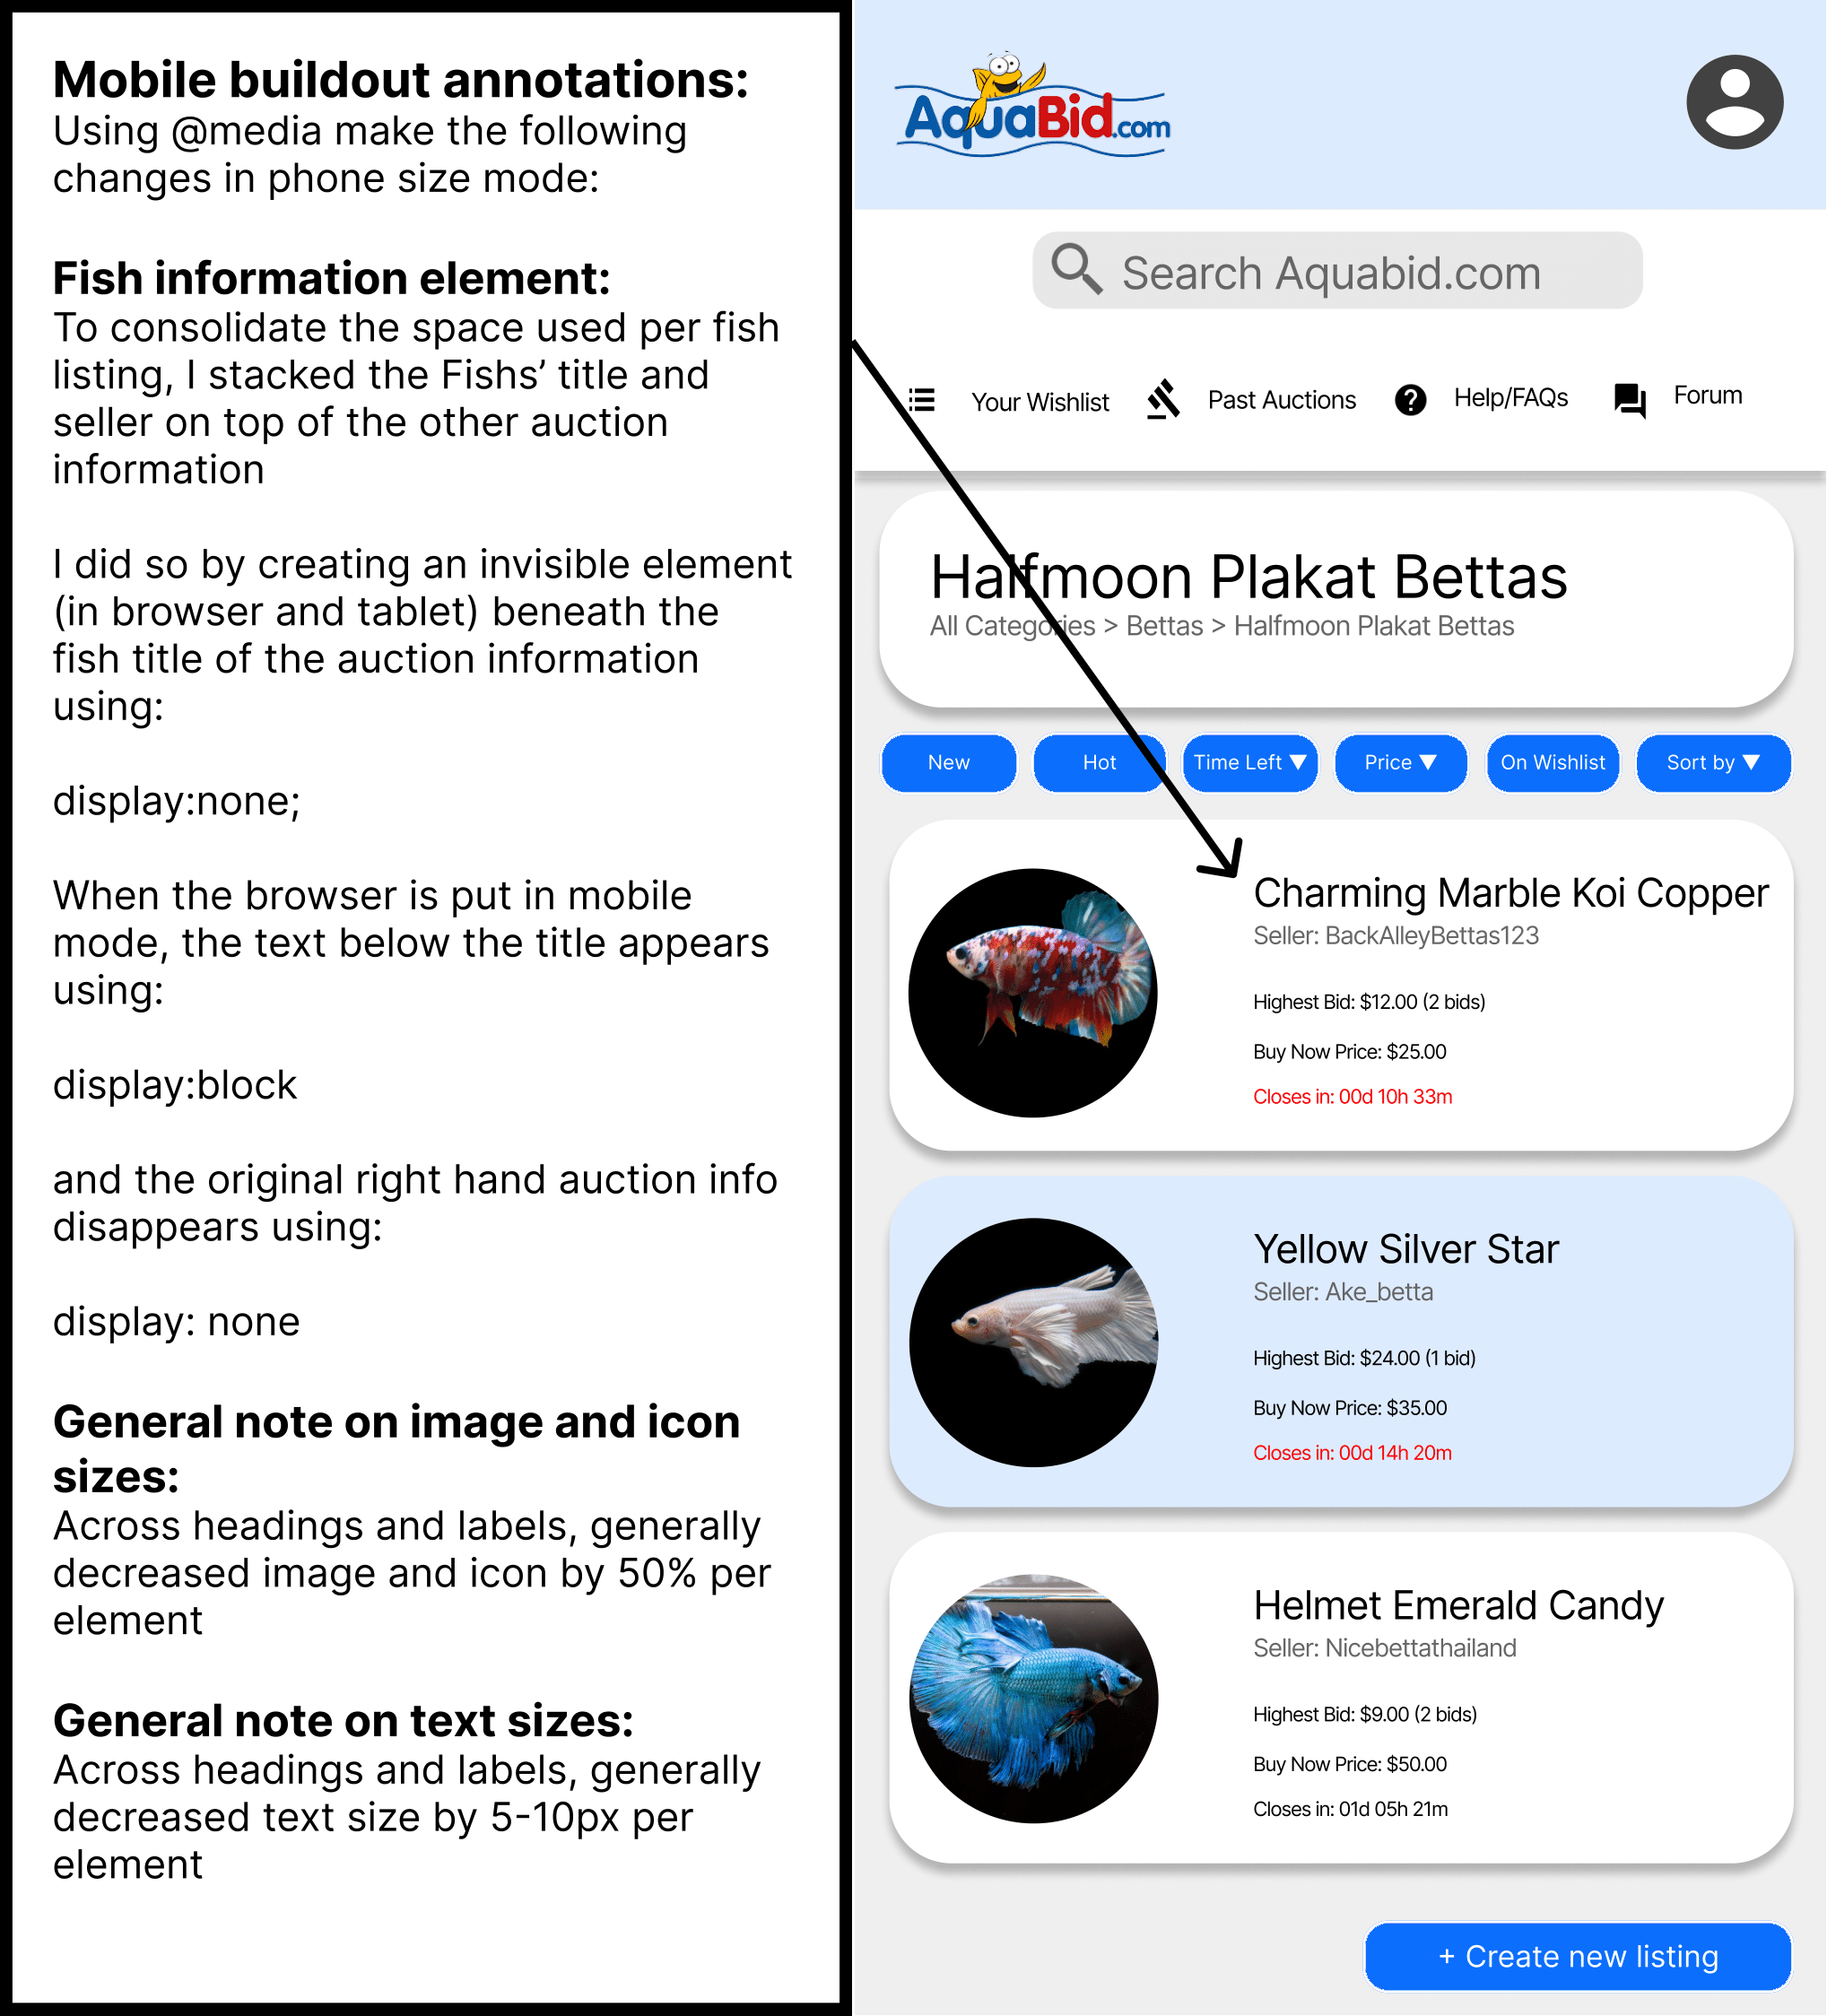 Mobile buildout annotations:
Using @media make the following
changes in phone size mode:
Fish information element:
To consolidate the space used per fish
listing, I stacked the Fishs’ title and
seller on top of the other auction
information
I did so by creating an invisible element
(in browser and tablet) beneath the
fish title of the auction information
using:
display:none;
When the browser is put in mobile
mode, the text below the title appears
using:
display:block
and the original right hand auction info
disappears using:
display: none
General note on image and icon
sizes:
Across headings and labels, generally
decreased image and icon by 50% per
element
General note on text sizes:
Across headings and labels, generally
decreased text size by 5-10px per
element
AquaBid.com
Search Aquabid.com
Your Wishlist Past Auctions Help/FAQs Forum
Halfmoon Plakat Bettas
All Categories > Bettas > Halfmoon Plakat Bettas
New Hot Time Left ▼ Price ▼ On Wishlist Sort by ▼
Charming Marble Koi Copper
Seller: BackAlleyBettas123
Highest Bid: $12.00 (2 bids)
Buy Now Price: $25.00
Closes in: 00d 10h 33m
Yellow Silver Star
Seller: Ake_betta
Highest Bid: $24.00 (1 bid)
Buy Now Price: $35.00
Closes in: 00d 14h 20m
Helmet Emerald Candy
Seller: Nicebettathailand
Highest Bid: $9.00 (2 bids)
Buy Now Price: $50.00
Closes in: 01d 05h 21m
+ Create new listing